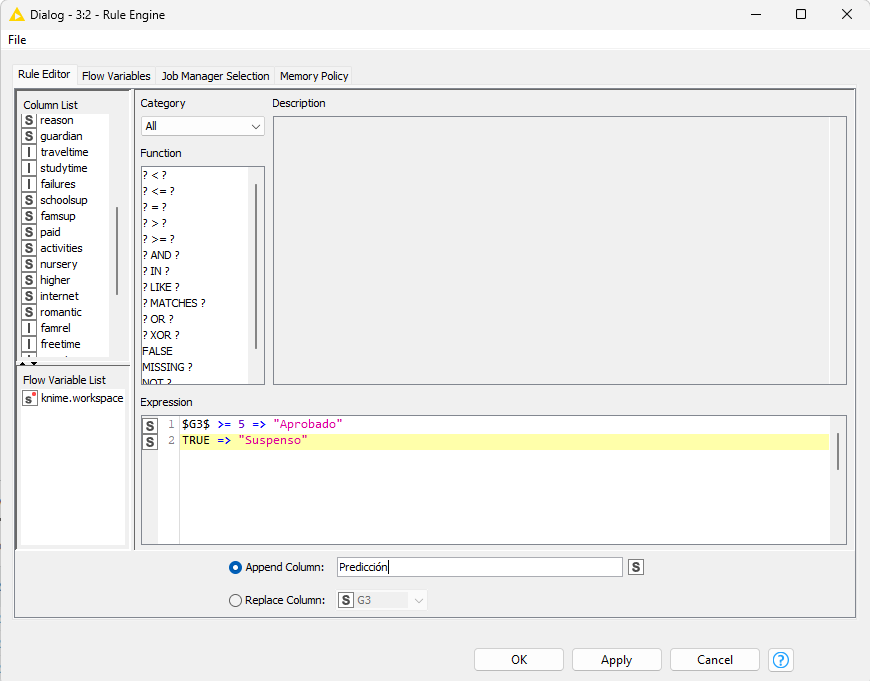 Dialog - 3:2 - Rule Engine
File
Rule Editor Flow Variables Job Manager Selection Memory Policy
Column List
S reason
S guardian
I traveltime
I studytime
I failures
S schoolsup
S famsup
S paid
S activities
S nursery
S higher
S internet
S romantic
I famrel
I freetime
Flow Variable List
s knime.workspace
Category
All
Function
? < ?
? <= ?
? = ?
? > ?
? >= ?
? AND ?
? IN ?
? LIKE ?
? MATCHES ?
? OR ?
? XOR ?
FALSE
MISSING ?
NOT ?
Description
Expression
S 1 $G3$ >= 5 => "Aprobado"
S 2 TRUE => "Suspenso"
Append Column: Predicción S
Replace Column: S G3
OK Apply Cancel ?